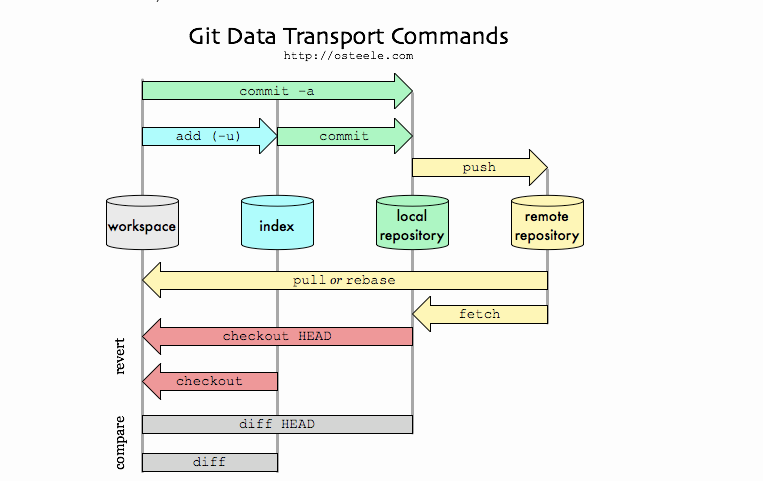 Git Data Transport Commands
http://osteele.com
commit -a
add (-u)
commit
push
workspace
index
local
repository
remote
repository
pull or rebase
fetch
revert
checkout HEAD
checkout
compare
diff HEAD
diff